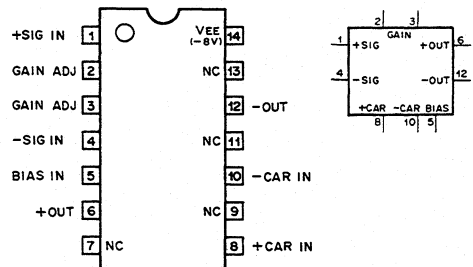 +SIG IN 1
VEE 14
(-8V)
GAIN ADJ 2
NC 13
GAIN ADJ 3
12 -OUT
-SIG IN 4
NC 11
BIAS IN 5
10 -CAR IN
+OUT 6
NC 9
7 NC
8 +CAR IN
2 3
GAIN
1 +SIG +OUT 6
4 -SIG -OUT 12
+CAR -CAR BIAS
8 10 5